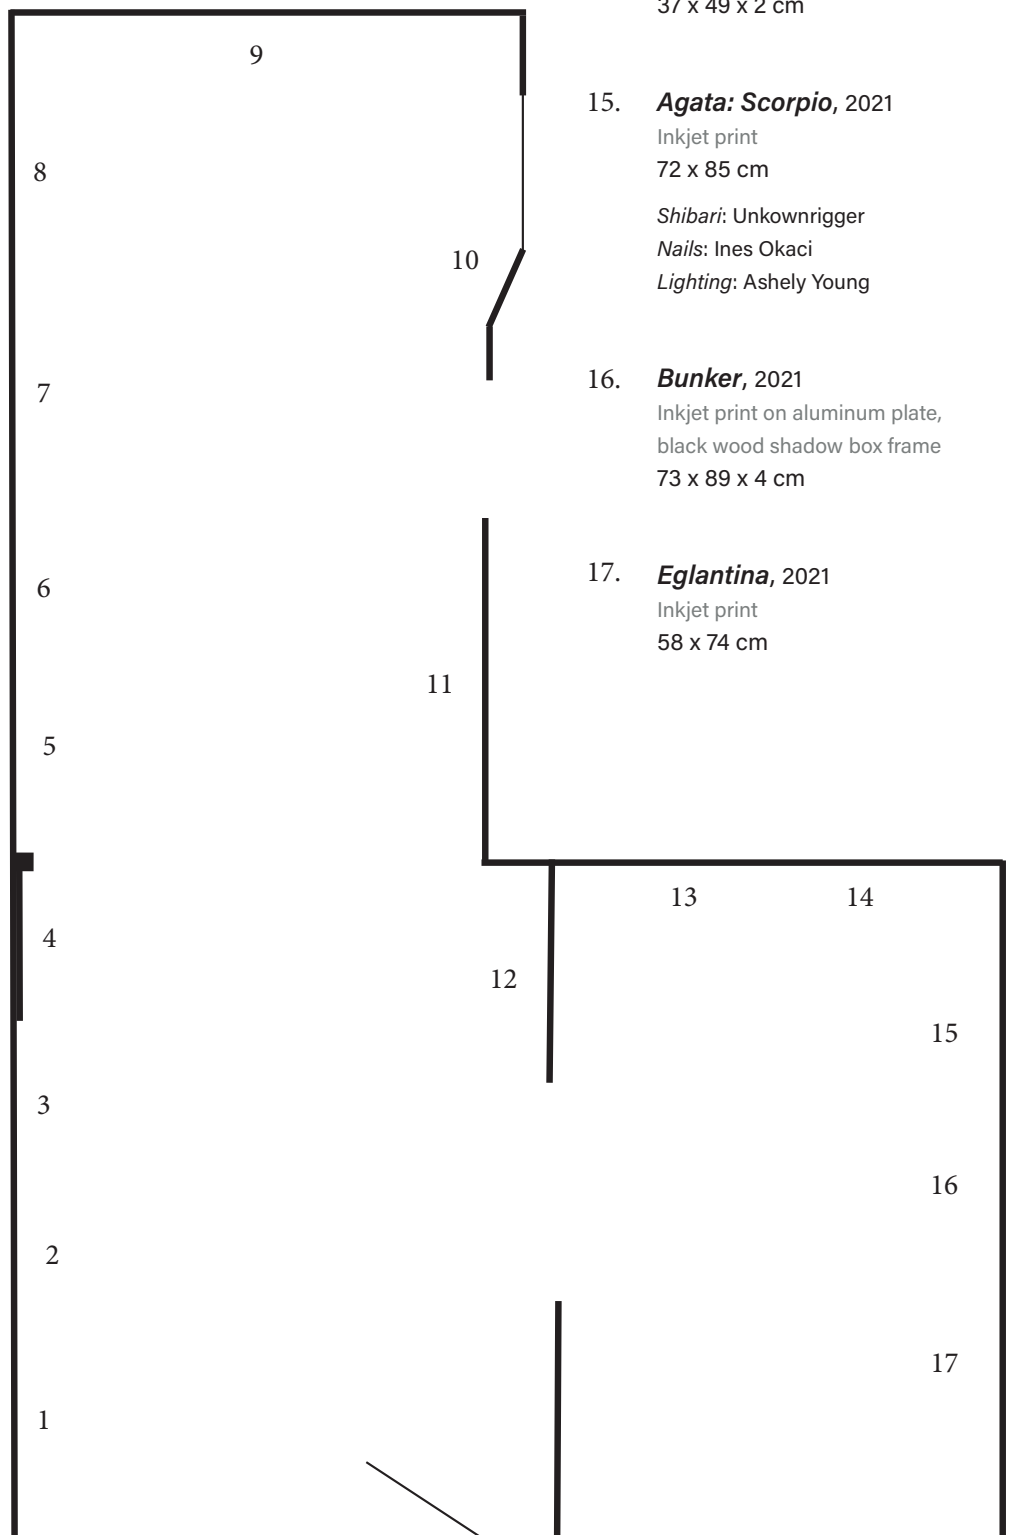 37 x 49 x 2 cm
15. Agata: Scorpio, 2021
Inkjet print
72 x 85 cm
Shibari: Unkownrigger
Nails: Ines Okaci
Lighting: Ashely Young
16. Bunker, 2021
Inkjet print on aluminum plate,
black wood shadow box frame
73 x 89 x 4 cm
17. Eglantina, 2021
Inkjet print
58 x 74 cm
9
8
10
7
6
11
5
13
14
4
12
15
3
16
2
17
1